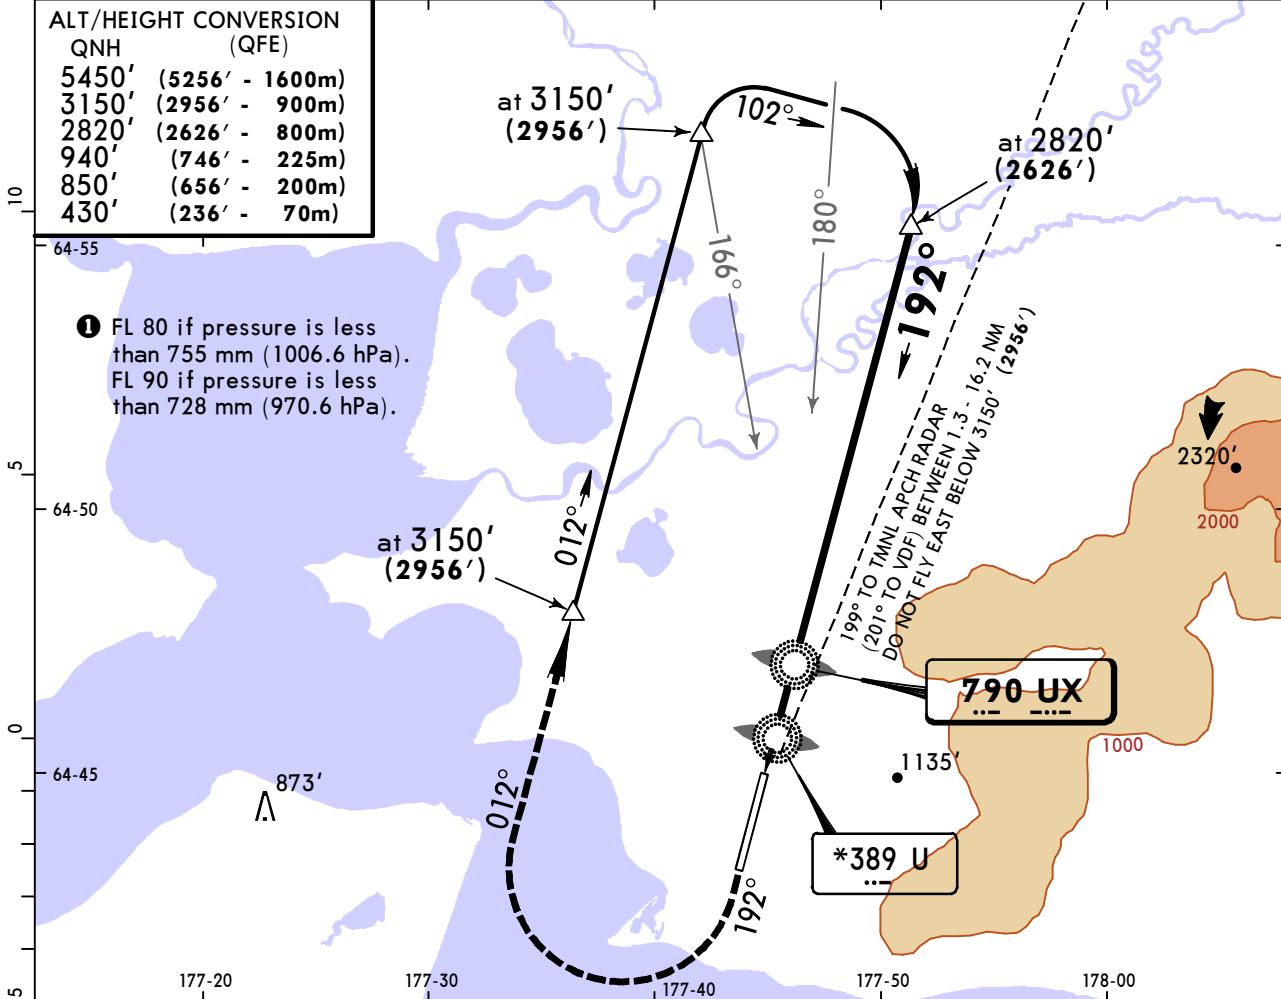 ALT/HEIGHT CONVERSION
QNH (QFE)
5450' (5256' - 1600m)
3150' (2956' - 900m)
2820' (2626' - 800m)
940' (746' - 225m)
850' (656' - 200m)
430' (236' - 70m)
at 3150'
(2956')
102°
at 2820'
(2626')
10
64-55
166°
180°
192°
❶ FL 80 if pressure is less
than 755 mm (1006.6 hPa).
FL 90 if pressure is less
than 728 mm (970.6 hPa).
199° TO TMNL APCH RADAR
(201° TO VDF) BETWEEN 1.3 - 16.2 NM
DO NOT FLY EAST BELOW 3150' (2956')
2320'
2000
5
64-50
012°
at 3150'
(2956')
790 UX
0
64-45
1000
1135'
873'
012°
*389 U
192°
5
177-20
177-30
177-40
177-50
178-00